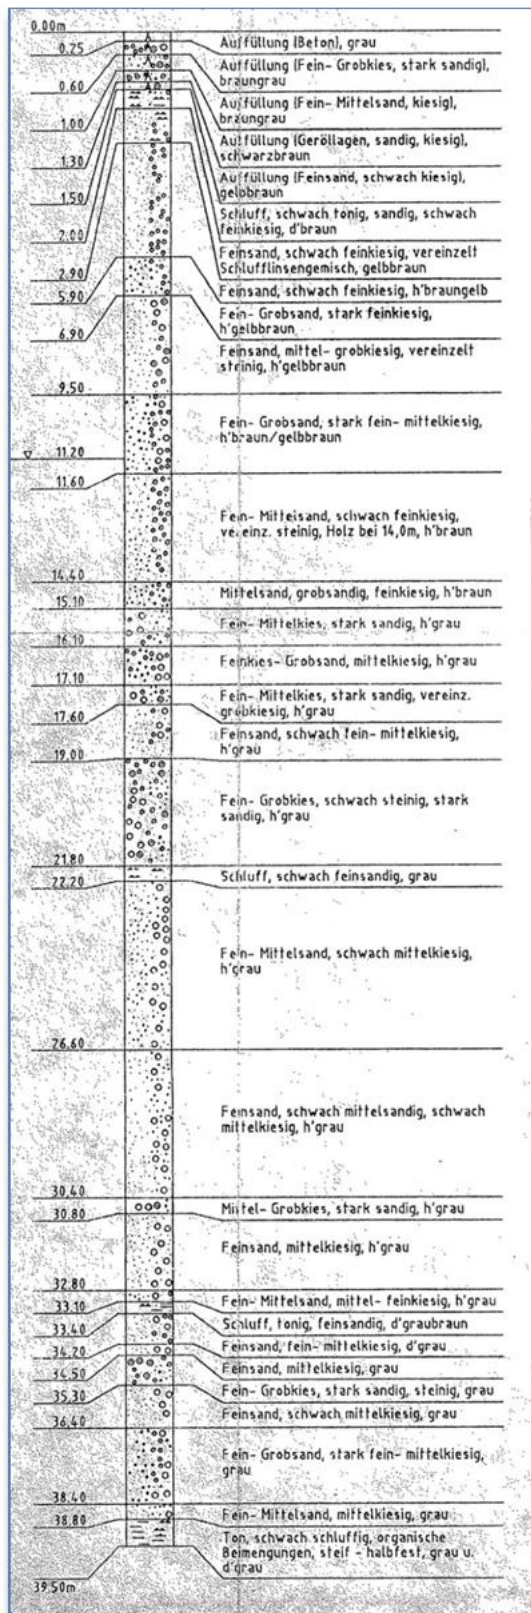 0.00m
0.25
Auffüllung (Beton), grau
0.60
Auffüllung (Fein- Grobkies, stark sandig),
braungrau
1.00
Auffüllung (Fein- Mittelsand, kiesig),
braungrau
1.30
Auffüllung (Geröllagen, sandig, kiesig),
schwarzbraun
1.50
Auffüllung (Feinsand, schwach kiesig),
gelbbraun
2.00
Schluff, schwach tonig, sandig, schwach
feinkiesig, d'braun
2.90
Feinsand, schwach feinkiesig, vereinzelt
Schlufflinsengemisch, gelbbraun
5.90
Feinsand, schwach feinkiesig, h'braungelb
6.90
Fein- Grobsand, stark feinkiesig,
h'gelbbraun
Feinsand, mittel- grobkiesig, vereinzelt
steinig, h'gelbbraun
9,50
Fein- Grobsand, stark fein- mittelkiesig,
h'braun/gelbbraun
11.20
11.60
Fein- Mittelsand, schwach feinkiesig,
vereinz. steinig, Holz bei 14,0m, h'braun
14.40
Mittelsand, grobsandig, feinkiesig, h'braun
15.10
Fein- Mittelkies, stark sandig, h'grau
16.10
Feinkies- Grobsand, mittelkiesig, h'grau
17.10
Fein- Mittelkies, stark sandig, vereinz.
grobkiesig, h'grau
17.60
Feinsand, schwach fein- mittelkiesig,
h'grau
19.00
Fein- Grobkies, schwach steinig, stark
sandig, h'grau
21.80
Schluff, schwach feinsandig, grau
22.20
Fein- Mittelsand, schwach mittelkiesig,
h'grau
26.60
Feinsand, schwach mittelsandig, schwach
mittelkiesig, h'grau
30.40
Mittel- Grobkies, stark sandig, h'grau
30.80
Feinsand, mittelkiesig, h'grau
32.80
Fein- Mittelsand, mittel- feinkiesig, h'grau
33.10
Schluff, tonig, feinsandig, d'graubraun
33.40
Feinsand, fein- mittelkiesig, d'grau
34.20
Feinsand, mittelkiesig, grau
34.50
Fein- Grobkies, stark sandig, steinig, grau
35.30
Feinsand, schwach mittelkiesig, grau
36.40
Fein- Grobsand, stark fein- mittelkiesig,
grau
38.40
Fein- Mittelsand, mittelkiesig, grau
38.80
Ton, schwach schluffig, organische
Beimengungen, steif - halbfest, grau u.
d'grau
39.50m